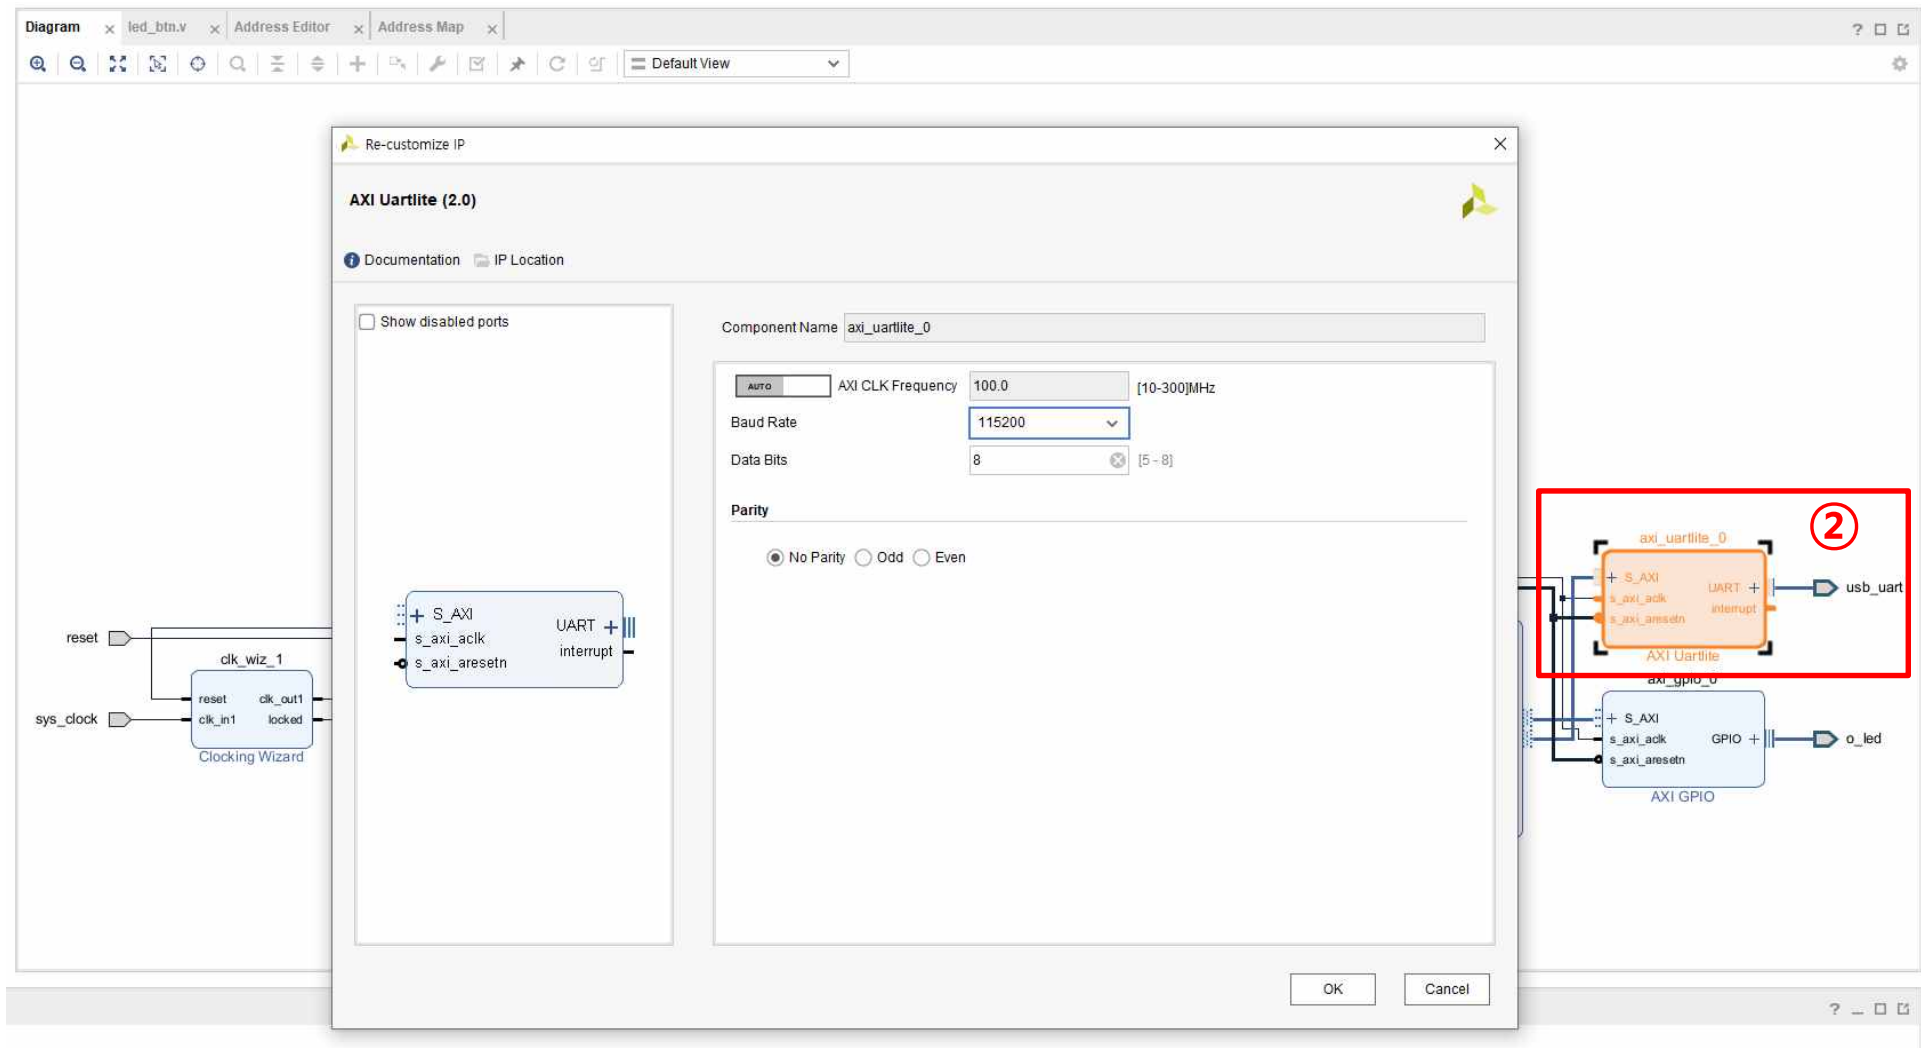 Diagram × led_btn.v × Address Editor × Address Map ×
Default View
Re-customize IP
AXI Uartlite (2.0)
Documentation IP Location
Show disabled ports
Component Name axi_uartlite_0
AUTO AXI CLK Frequency 100.0 [10-300]MHz
Baud Rate 115200
Data Bits 8 [5 - 8]
Parity
No Parity Odd Even
S_AXI
s_axi_aclk
s_axi_aresetn
UART
interrupt
OK Cancel
reset
sys_clock
clk_wiz_1
reset clk_out1
clk_in1 locked
Clocking Wizard
②
axi_uartlite_0
S_AXI
s_axi_aclk
s_axi_aresetn
UART
interrupt
AXI Uartlite
usb_uart
axi_gpio_0
S_AXI
s_axi_aclk
s_axi_aresetn
GPIO
AXI GPIO
o_led